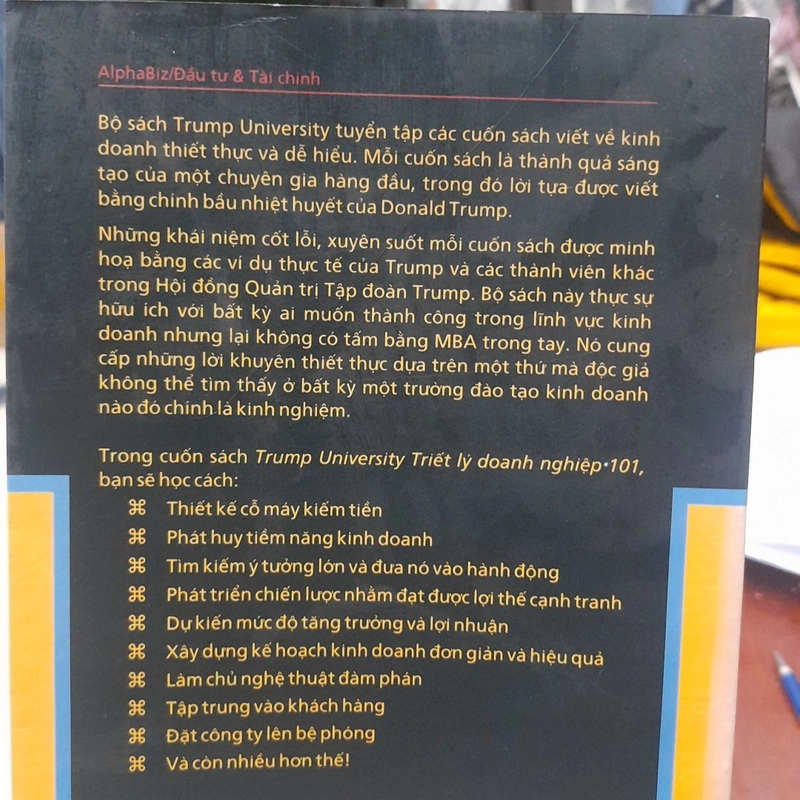 AlphaBiz/Đầu tư & Tài chính
Bộ sách Trump University tuyển tập các cuốn sách viết về kinh
doanh thiết thực và dễ hiểu. Mỗi cuốn sách là thành quả sáng
tạo của một chuyên gia hàng đầu, trong đó lời tựa được viết
bằng chính bầu nhiệt huyết của Donald Trump.
Những khái niệm cốt lỗi, xuyên suốt mỗi cuốn sách được minh
hoạ bằng các ví dụ thực tế của Trump và các thành viên khác
trong Hội đồng Quản trị Tập đoàn Trump. Bộ sách này thực sự
hữu ích với bất kỳ ai muốn thành công trong lĩnh vực kinh
doanh nhưng lại không có tấm bằng MBA trong tay. Nó cung
cấp những lời khuyên thiết thực dựa trên một thứ mà độc giả
không thể tìm thấy ở bất kỳ một trường đào tạo kinh doanh
nào đó chính là kinh nghiệm.
Trong cuốn sách Trump University Triết lý doanh nghiệp•101,
bạn sẽ học cách:
⌘ Thiết kế cỗ máy kiếm tiền
⌘ Phát huy tiềm năng kinh doanh
⌘ Tìm kiếm ý tưởng lớn và đưa nó vào hành động
⌘ Phát triển chiến lược nhằm đạt được lợi thế cạnh tranh
⌘ Dự kiến mức độ tăng trưởng và lợi nhuận
⌘ Xây dựng kế hoạch kinh doanh đơn giản và hiệu quả
⌘ Làm chủ nghệ thuật đàm phán
⌘ Tập trung vào khách hàng
⌘ Đặt công ty lên bệ phóng
⌘ Và còn nhiều hơn thế!